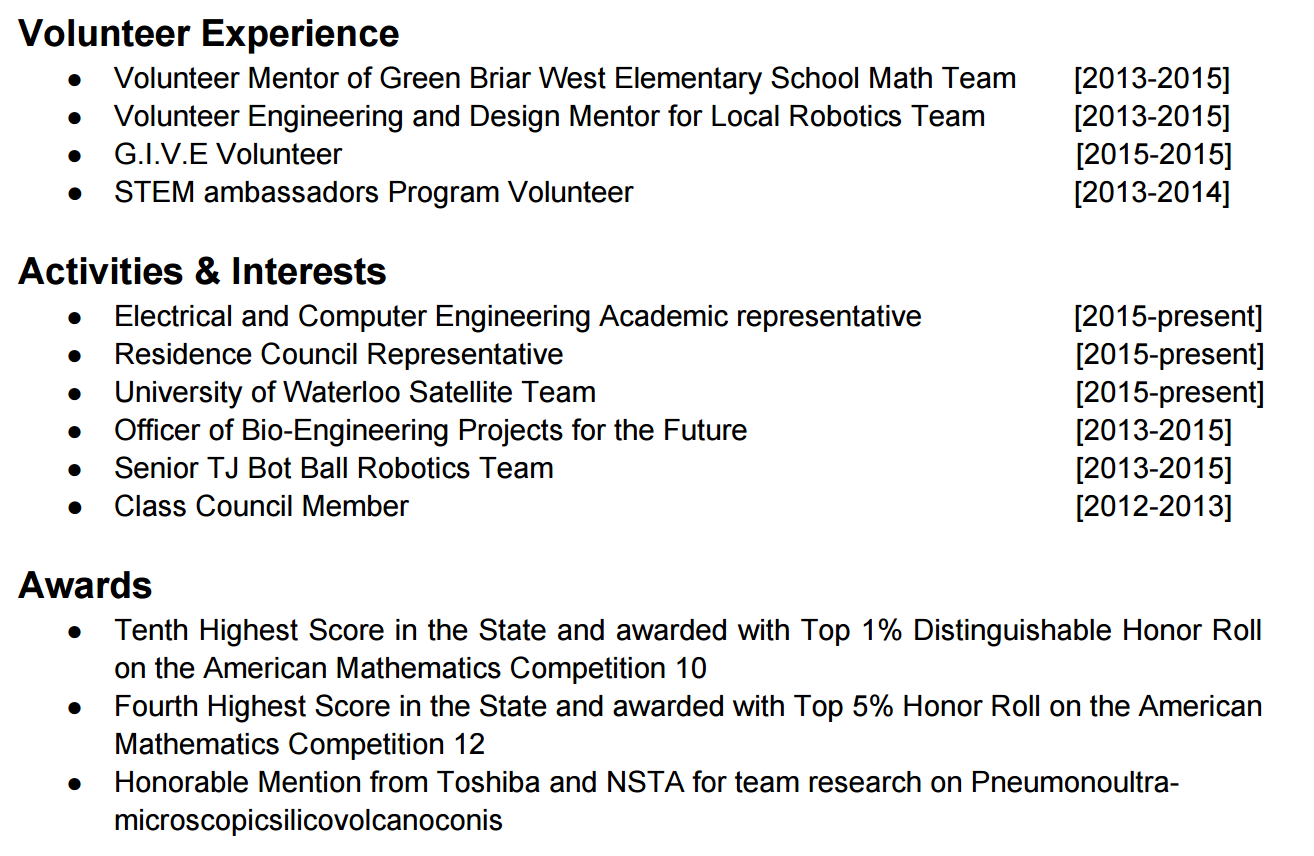 Volunteer Experience
● Volunteer Mentor of Green Briar West Elementary School Math Team [2013-2015]
● Volunteer Engineering and Design Mentor for Local Robotics Team [2013-2015]
● G.I.V.E Volunteer [2015-2015]
● STEM ambassadors Program Volunteer [2013-2014]
Activities & Interests
● Electrical and Computer Engineering Academic representative [2015-present]
● Residence Council Representative [2015-present]
● University of Waterloo Satellite Team [2015-present]
● Officer of Bio-Engineering Projects for the Future [2013-2015]
● Senior TJ Bot Ball Robotics Team [2013-2015]
● Class Council Member [2012-2013]
Awards
● Tenth Highest Score in the State and awarded with Top 1% Distinguishable Honor Roll
on the American Mathematics Competition 10
● Fourth Highest Score in the State and awarded with Top 5% Honor Roll on the American
Mathematics Competition 12
● Honorable Mention from Toshiba and NSTA for team research on Pneumonoultra-
microscopicsilicovolcanoconis